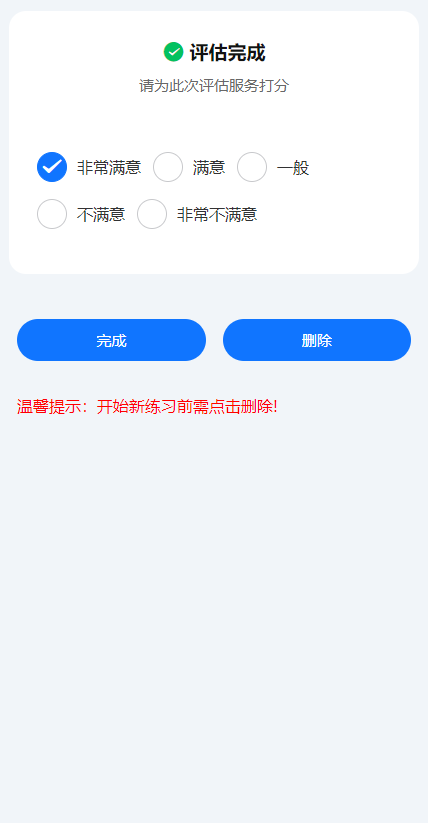 评估完成
请为此次评估服务打分
非常满意 满意 一般
不满意 非常不满意
完成 删除
温馨提示：开始新练习前需点击删除!